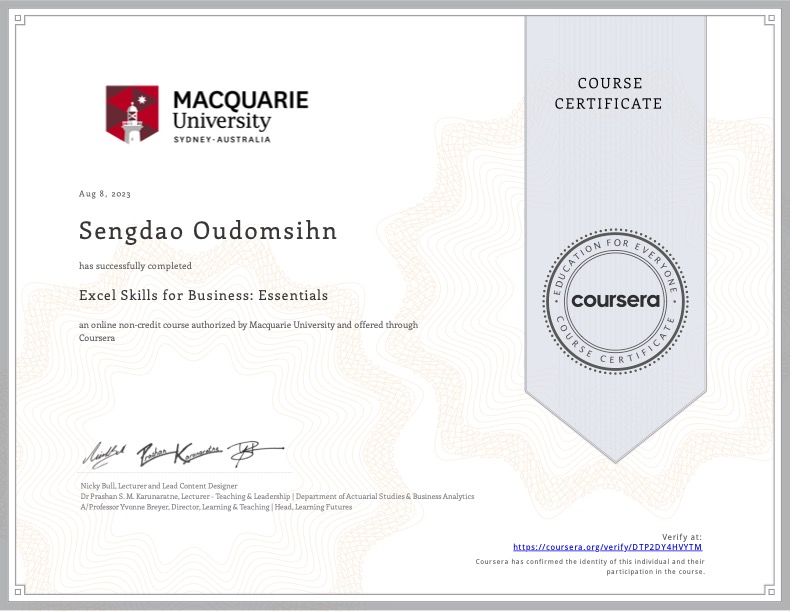 MACQUARIE
University
SYDNEY-AUSTRALIA
COURSE
CERTIFICATE
Aug 8, 2023
Sengdao Oudomsihn
has successfully completed
Excel Skills for Business: Essentials
an online non-credit course authorized by Macquarie University and offered through
Coursera
EDUCATION FOR EVERYONE
coursera
COURSE CERTIFICATE
Nicky Bull, Lecturer and Lead Content Designer
Dr Prashan S. M. Karunaratne, Lecturer - Teaching & Leadership | Department of Actuarial Studies & Business Analytics
A/Professor Yvonne Breyer, Director, Learning & Teaching | Head, Learning Futures
Verify at:
https://coursera.org/verify/DTP2DY4HVYTM
Coursera has confirmed the identity of this individual and their
participation in the course.